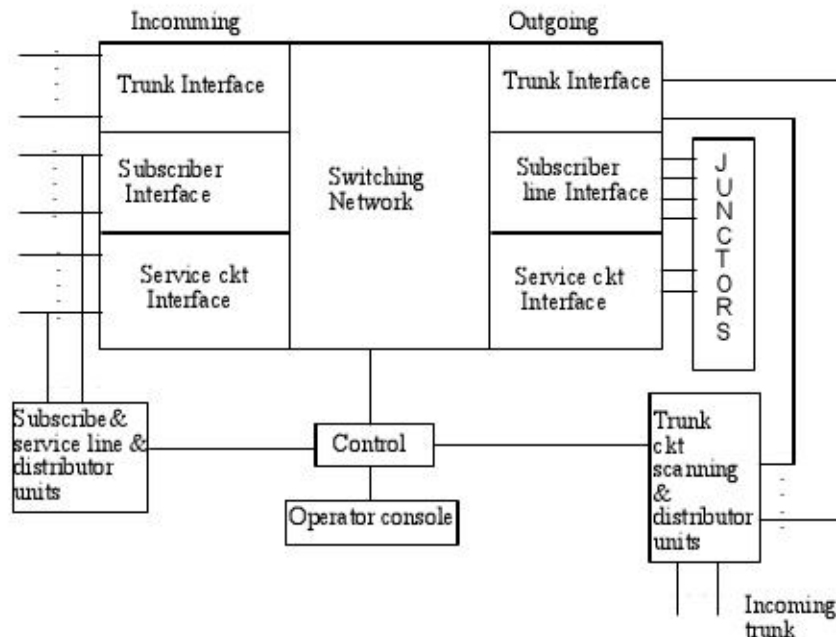 Incomming
Outgoing
Trunk Interface
Trunk Interface
Subscriber
Interface
Switching
Network
Subscriber
line Interface
Service ckt
Interface
Service ckt
Interface
JUNCTORS
Subscribe &
service line &
distributor
units
Control
Operator console
Trunk
ckt
scanning
&
distributor
units
Incoming
trunk